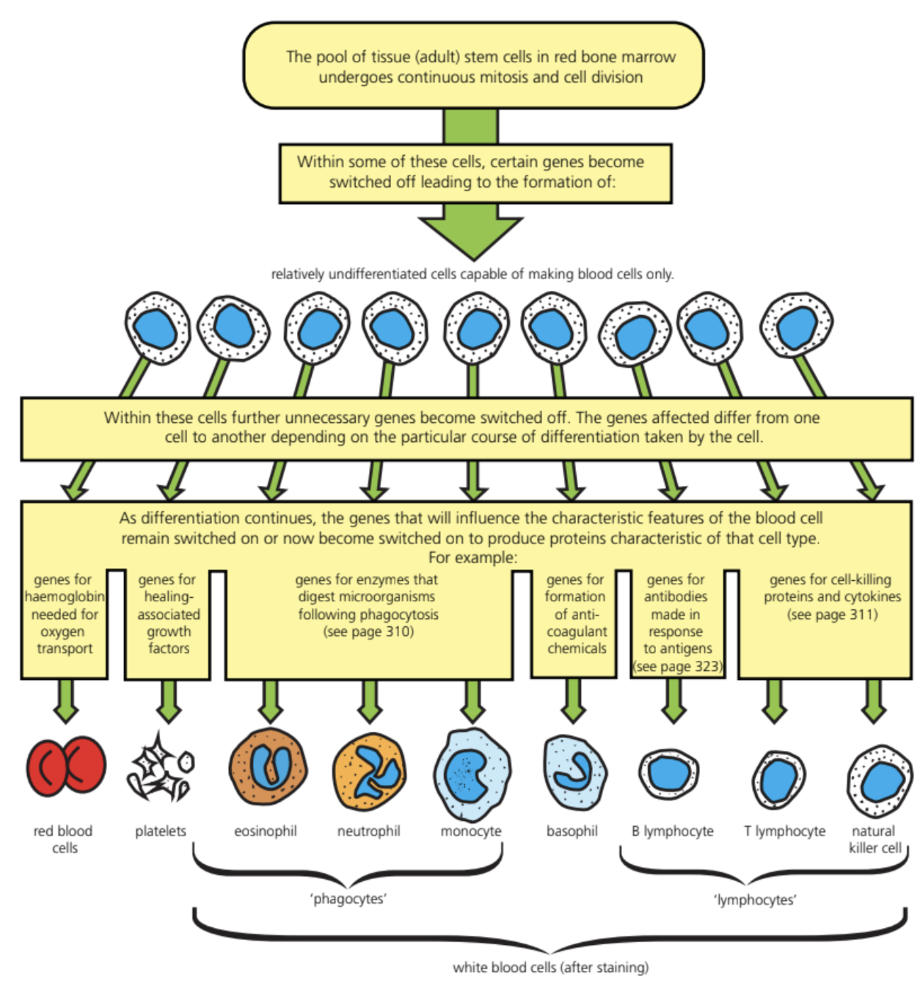 The pool of tissue (adult) stem cells in red bone marrow
undergoes continuous mitosis and cell division
Within some of these cells, certain genes become
switched off leading to the formation of:
relatively undifferentiated cells capable of making blood cells only.
Within these cells further unnecessary genes become switched off. The genes affected differ from one
cell to another depending on the particular course of differentiation taken by the cell.
As differentiation continues, the genes that will influence the characteristic features of the blood cell
remain switched on or now become switched on to produce proteins characteristic of that cell type.
For example:
genes for
haemoglobin
needed for
oxygen
transport
genes for
healing-
associated
growth
factors
genes for enzymes that
digest microorganisms
following phagocytosis
(see page 310)
genes for
formation
of anti-
coagulant
chemicals
genes for
antibodies
made in
response
to antigens
(see page 323)
genes for cell-killing
proteins and cytokines
(see page 311)
red blood
cells
platelets
eosinophil
neutrophil
monocyte
basophil
B lymphocyte
T lymphocyte
natural
killer cell
‘phagocytes’
‘lymphocytes’
white blood cells (after staining)